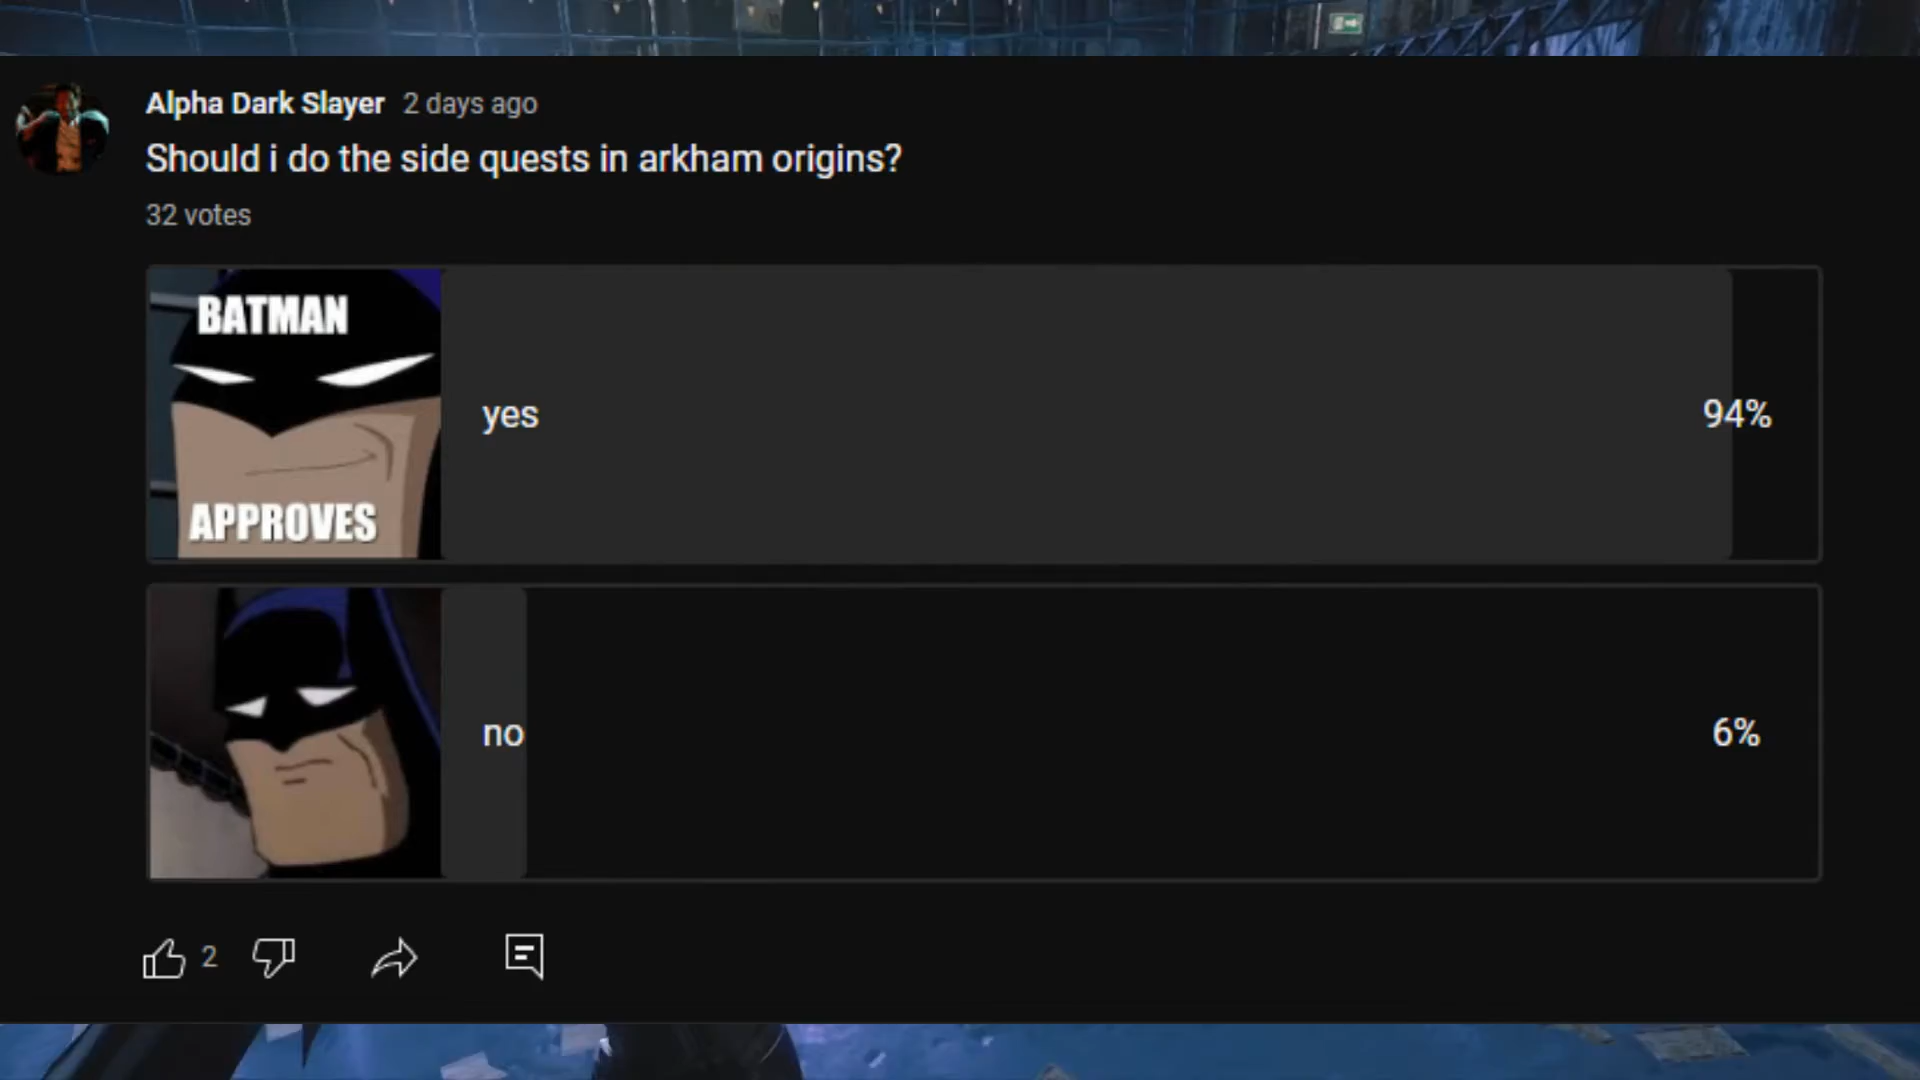 Alpha Dark Slayer 2 days ago
Should i do the side quests in arkham origins?
32 votes
BATMAN
APPROVES
yes
94%
no
6%
2